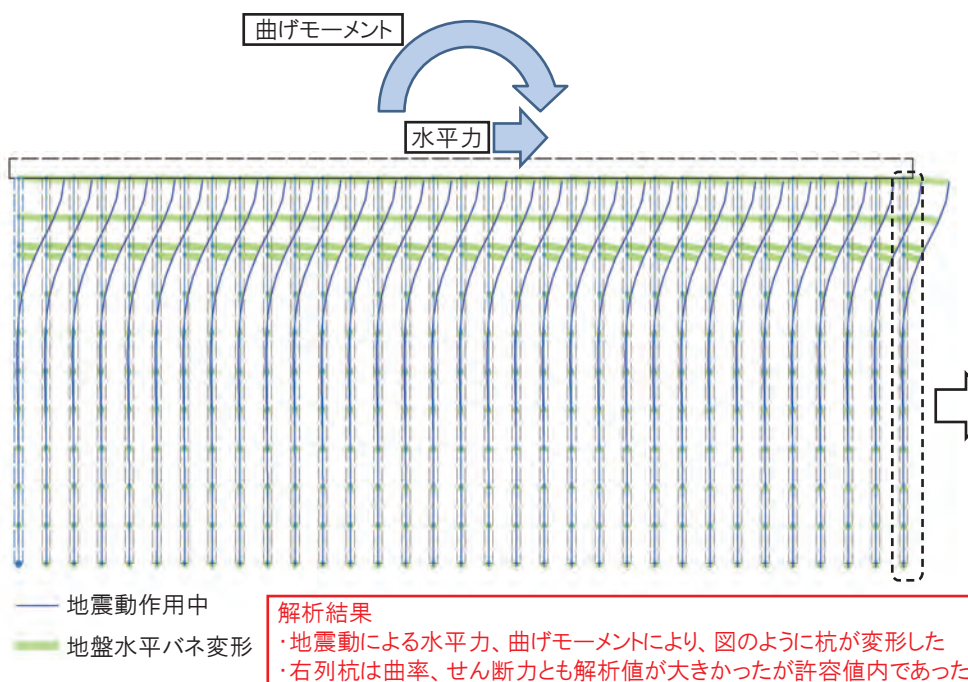 曲げモーメント
水平力
地震動作用中
地盤水平バネ変形
解析結果
・地震動による水平力、曲げモーメントにより、図のように杭が変形した
・右列杭は曲率、せん断力とも解析値が大きかったが許容値内であった